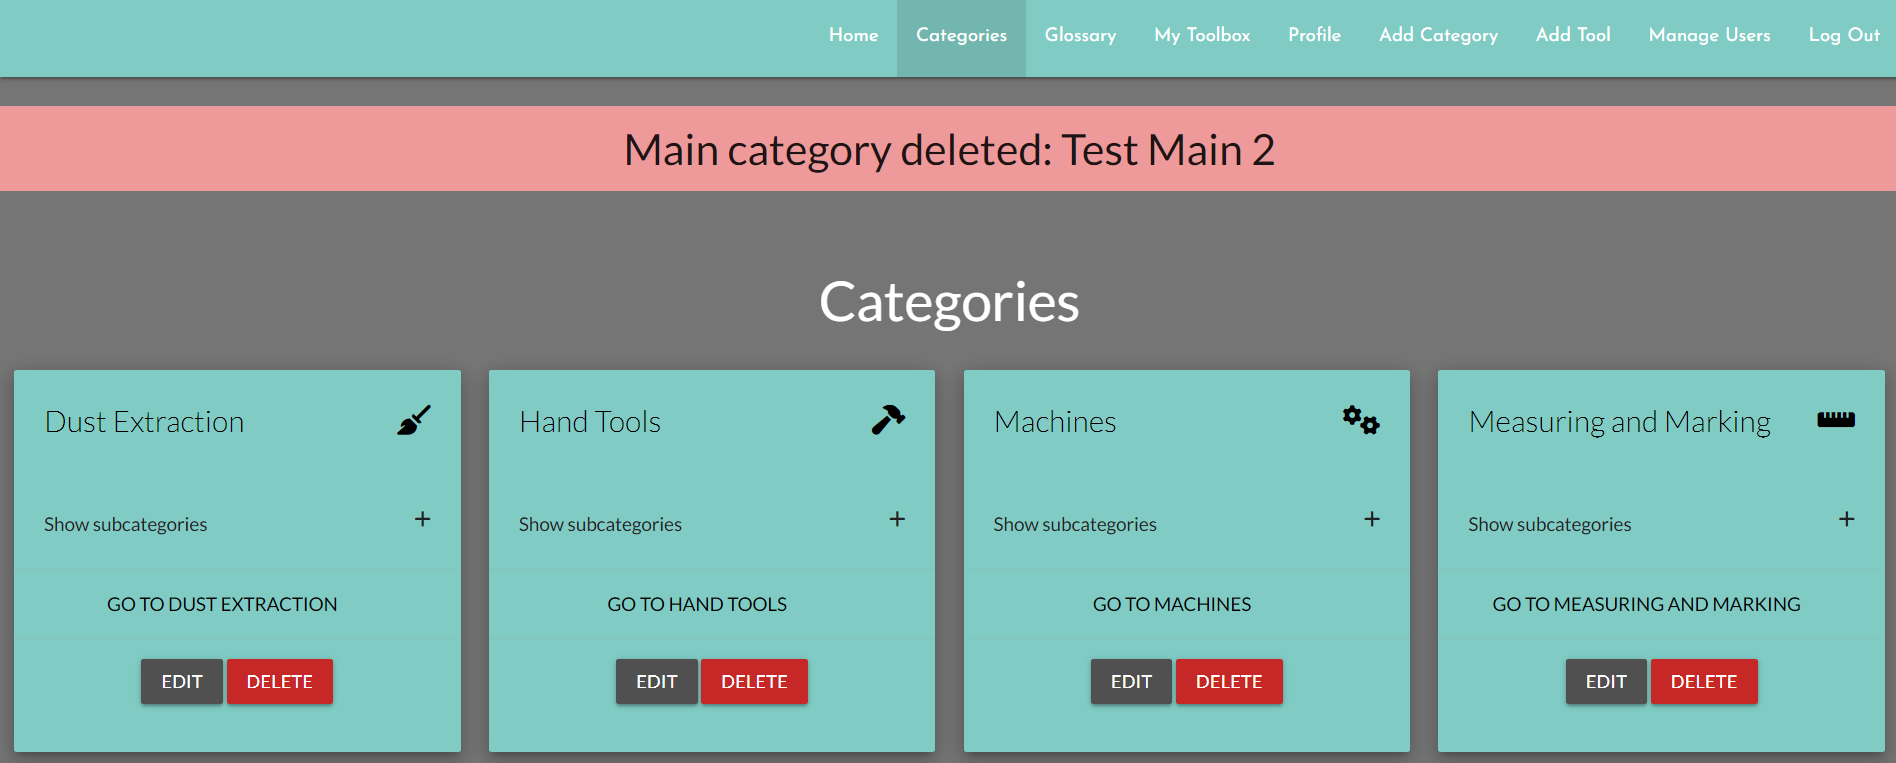 Home Categories Glossary My Toolbox Profile Add Category Add Tool Manage Users Log Out
Main category deleted: Test Main 2
Categories
Dust Extraction
Show subcategories +
GO TO DUST EXTRACTION
EDIT DELETE
Hand Tools
Show subcategories +
GO TO HAND TOOLS
EDIT DELETE
Machines
Show subcategories +
GO TO MACHINES
EDIT DELETE
Measuring and Marking
Show subcategories +
GO TO MEASURING AND MARKING
EDIT DELETE